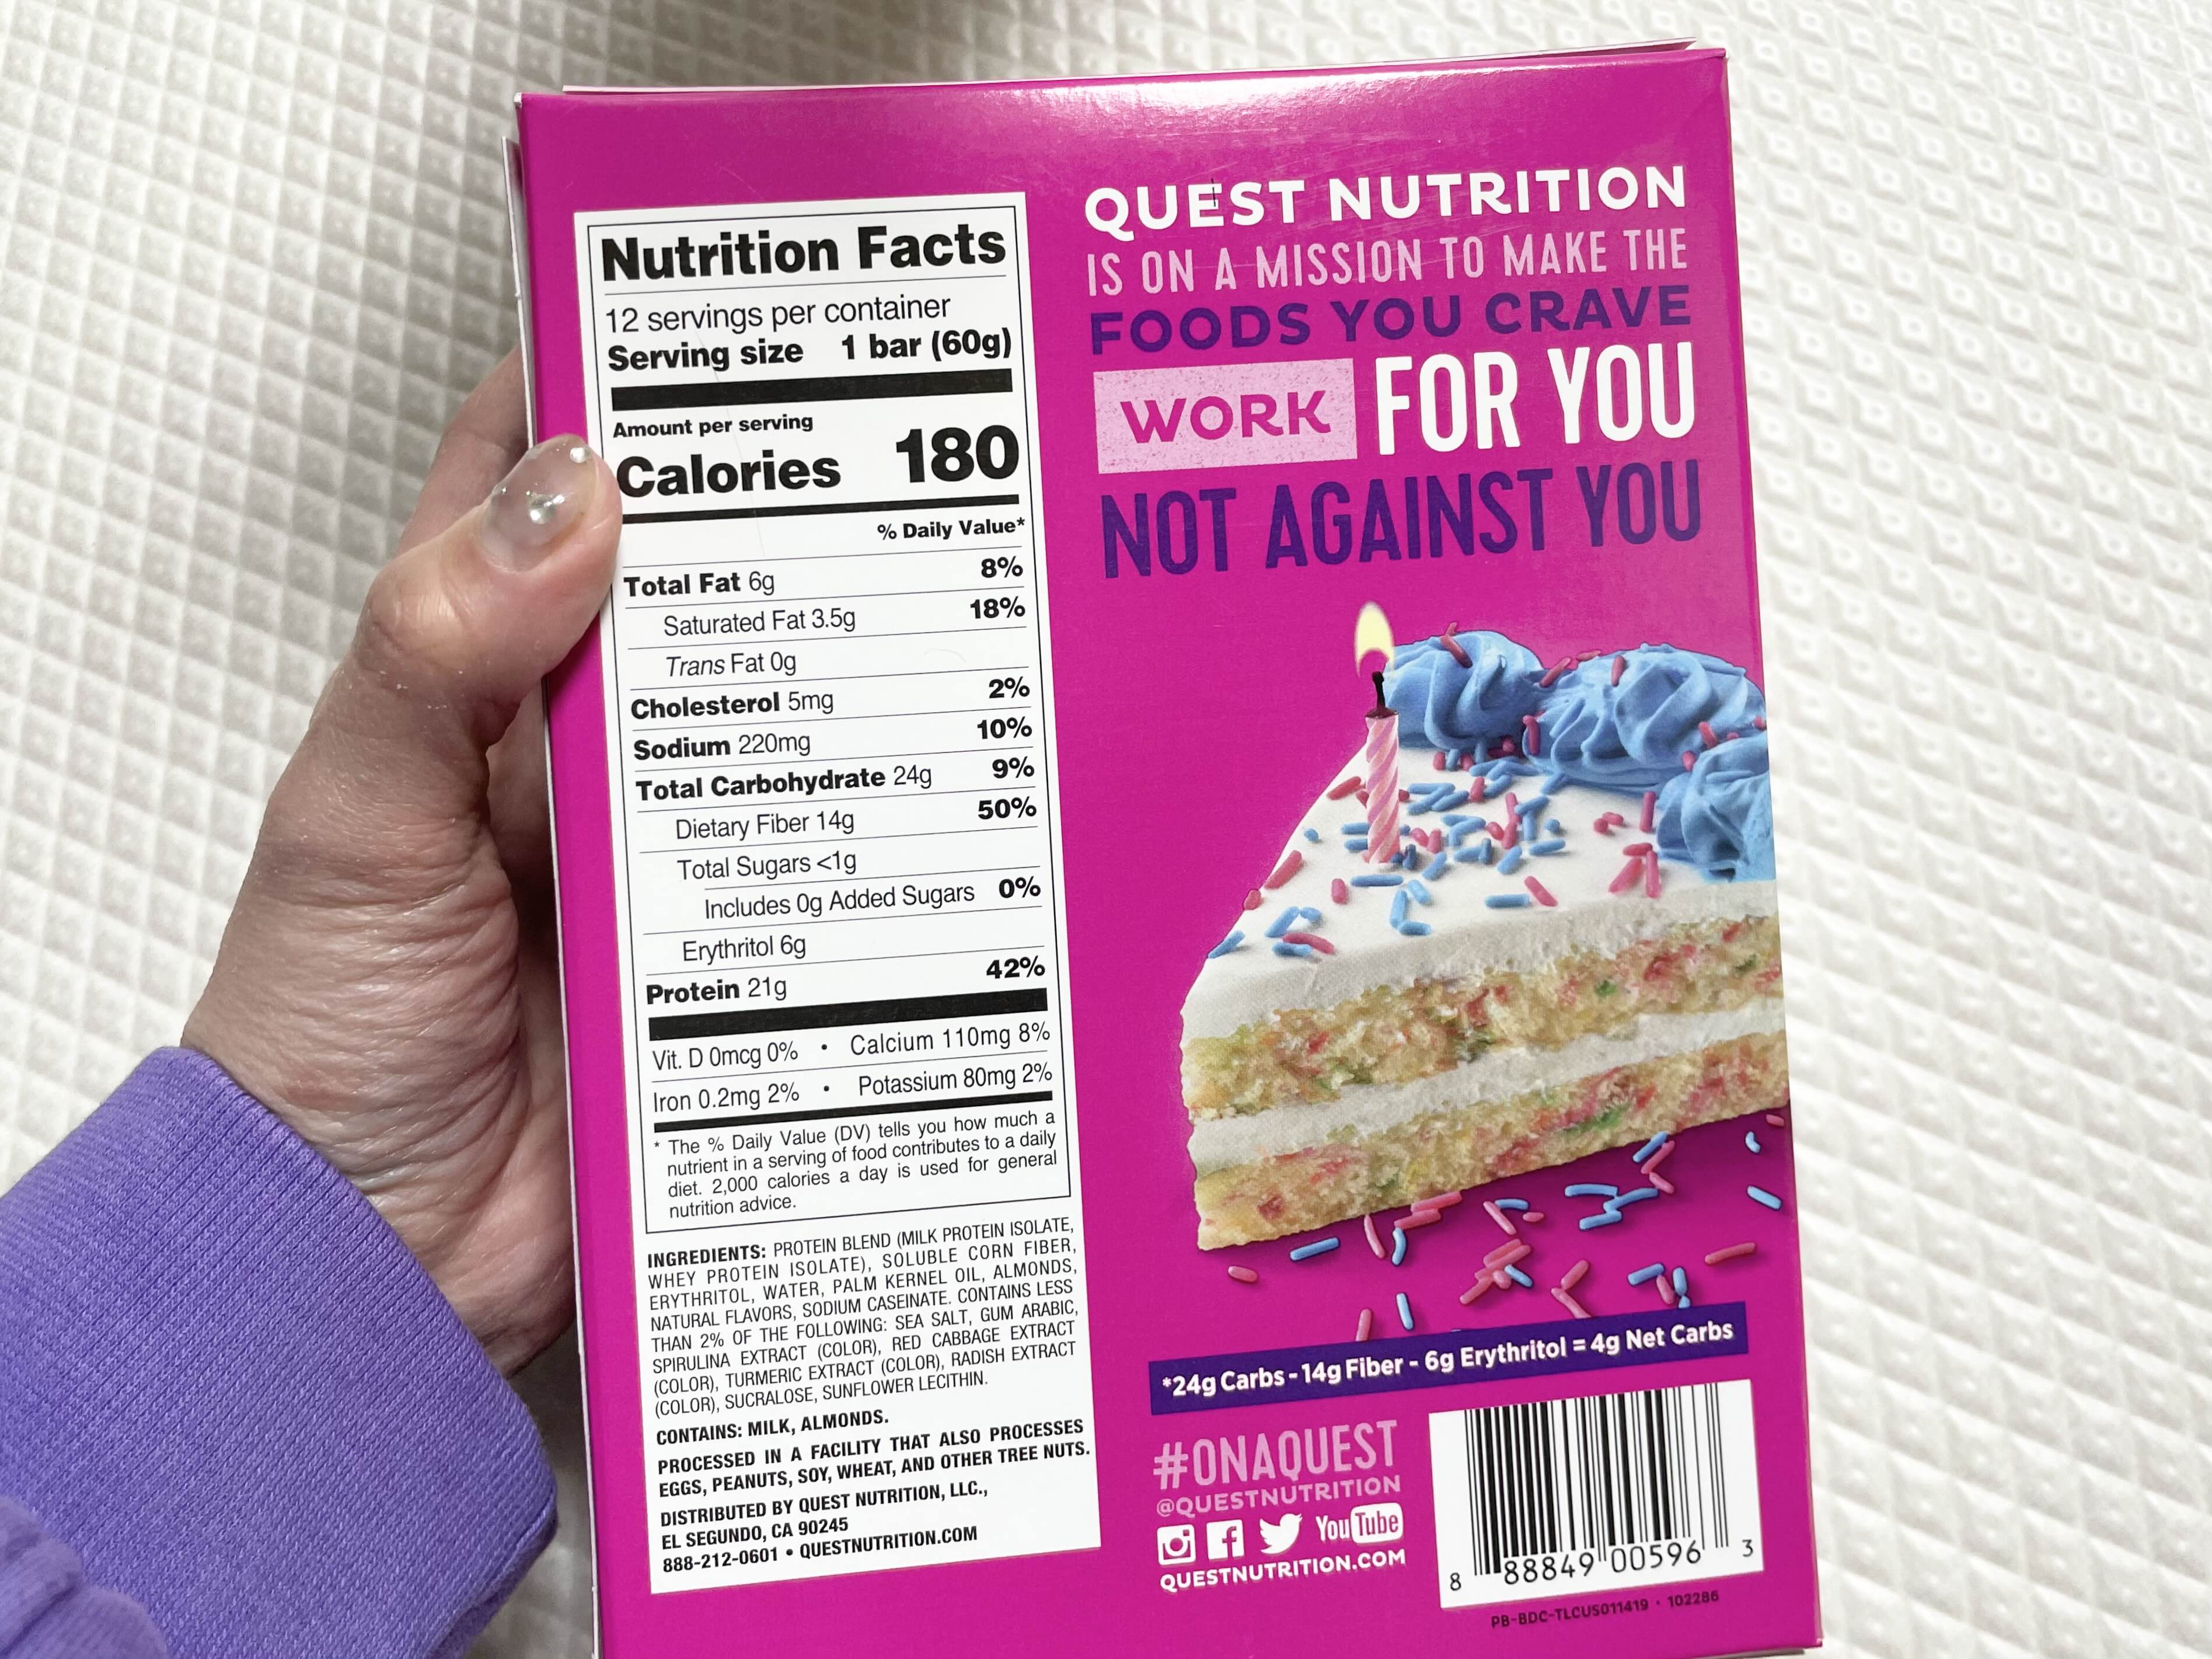 Nutrition Facts
12 servings per container
Serving size 1 bar (60g)
Amount per serving
Calories 180
% Daily Value*
Total Fat 6g 8%
Saturated Fat 3.5g 18%
Trans Fat 0g
Cholesterol 5mg 2%
Sodium 220mg 10%
Total Carbohydrate 24g 9%
Dietary Fiber 14g 50%
Total Sugars <1g
Includes 0g Added Sugars 0%
Erythritol 6g
Protein 21g 42%
Vit. D 0mcg 0% • Calcium 110mg 8%
Iron 0.2mg 2% • Potassium 80mg 2%
* The % Daily Value (DV) tells you how much a
nutrient in a serving of food contributes to a daily
diet. 2,000 calories a day is used for general
nutrition advice.
INGREDIENTS: PROTEIN BLEND (MILK PROTEIN ISOLATE,
WHEY PROTEIN ISOLATE), SOLUBLE CORN FIBER,
ERYTHRITOL, WATER, PALM KERNEL OIL, ALMONDS,
NATURAL FLAVORS, SODIUM CASEINATE. CONTAINS LESS
THAN 2% OF THE FOLLOWING: SEA SALT, GUM ARABIC,
SPIRULINA EXTRACT (COLOR), RED CABBAGE EXTRACT
(COLOR), TURMERIC EXTRACT (COLOR), RADISH EXTRACT
(COLOR), SUCRALOSE, SUNFLOWER LECITHIN.
CONTAINS: MILK, ALMONDS.
PROCESSED IN A FACILITY THAT ALSO PROCESSES
EGGS, PEANUTS, SOY, WHEAT, AND OTHER TREE NUTS.
DISTRIBUTED BY QUEST NUTRITION, LLC.,
EL SEGUNDO, CA 90245
888-212-0601 • QUESTNUTRITION.COM
QUEST NUTRITION
IS ON A MISSION TO MAKE THE
FOODS YOU CRAVE
WORK FOR YOU
NOT AGAINST YOU
*24g Carbs - 14g Fiber - 6g Erythritol = 4g Net Carbs
#ONAQUEST
@QUESTNUTRITION
YouTube
QUESTNUTRITION.COM
8 88849 00596 3
PB-BDC-TLCUS011419 • 102286